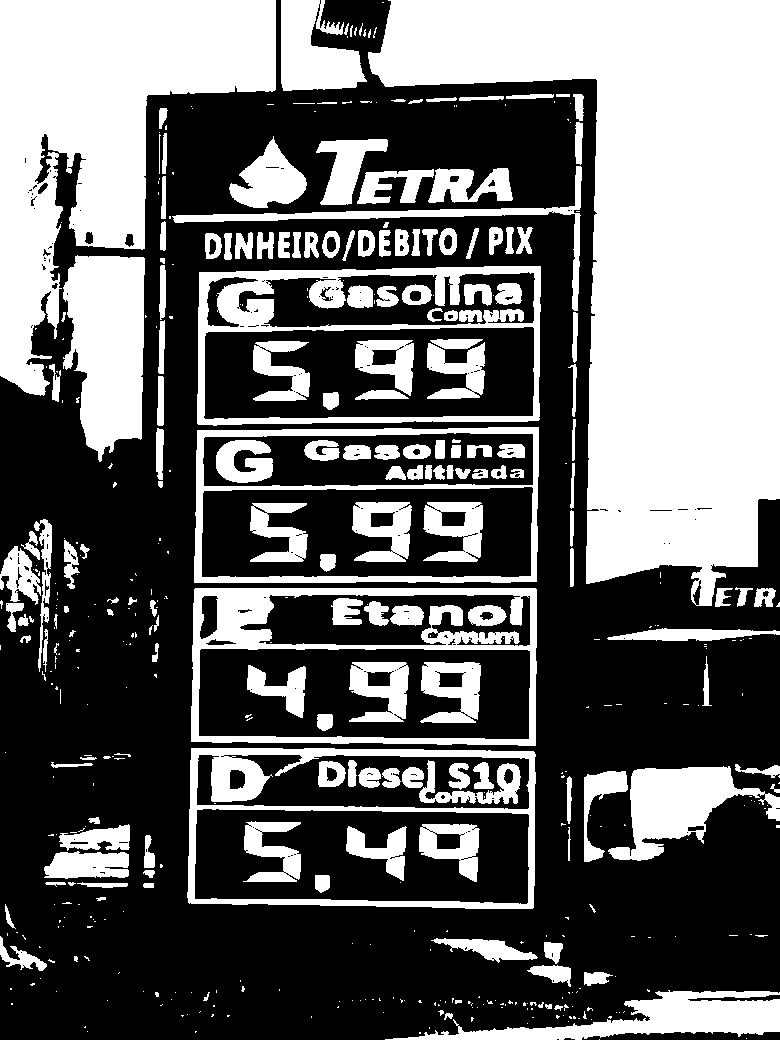 TETRA
DINHEIRO/DÉBITO / PIX
G Gasolina
Comum
5.99
G Gasolina
Aditivada
5.99
E Etanol
Comum
4.99
D Diesel S10
Comum
5.49
TETRA